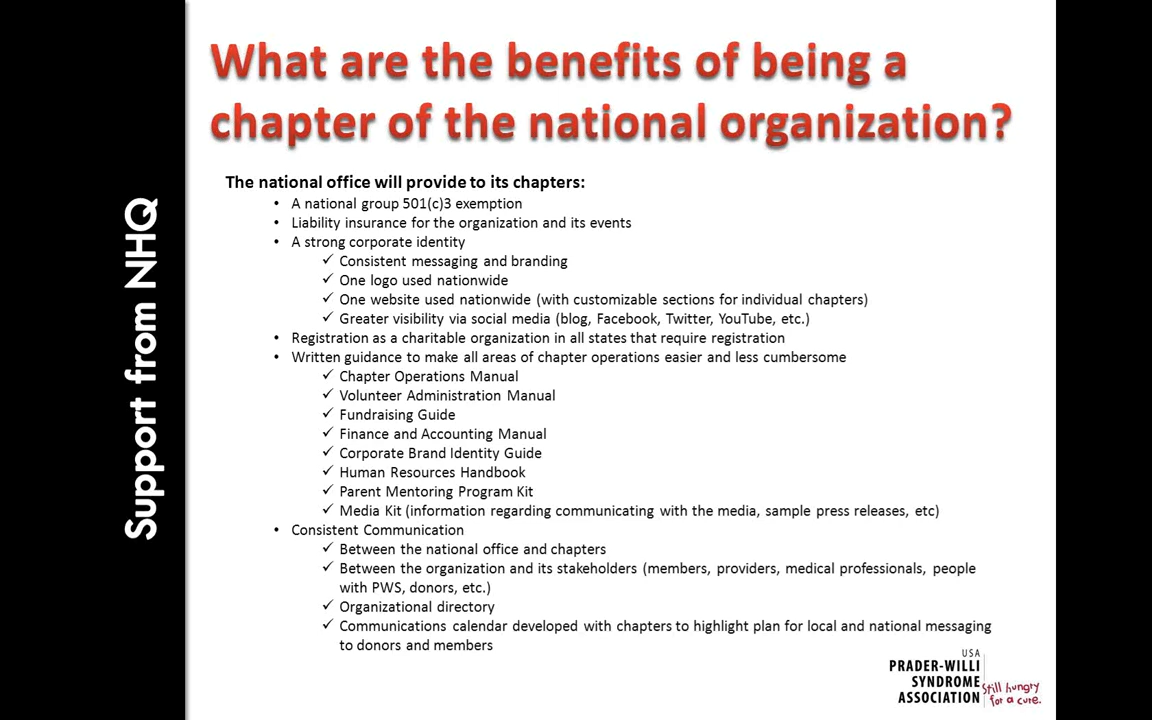 Support from NHQ
What are the benefits of being a
chapter of the national organization?
The national office will provide to its chapters:
• A national group 501(c)3 exemption
• Liability insurance for the organization and its events
• A strong corporate identity
✓ Consistent messaging and branding
✓ One logo used nationwide
✓ One website used nationwide (with customizable sections for individual chapters)
✓ Greater visibility via social media (blog, Facebook, Twitter, YouTube, etc.)
• Registration as a charitable organization in all states that require registration
• Written guidance to make all areas of chapter operations easier and less cumbersome
✓ Chapter Operations Manual
✓ Volunteer Administration Manual
✓ Fundraising Guide
✓ Finance and Accounting Manual
✓ Corporate Brand Identity Guide
✓ Human Resources Handbook
✓ Parent Mentoring Program Kit
✓ Media Kit (information regarding communicating with the media, sample press releases, etc)
• Consistent Communication
✓ Between the national office and chapters
✓ Between the organization and its stakeholders (members, providers, medical professionals, people
with PWS, donors, etc.)
✓ Organizational directory
✓ Communications calendar developed with chapters to highlight plan for local and national messaging
to donors and members
USA
PRADER-WILLI
SYNDROME
ASSOCIATION
Still hungry
for a cure.